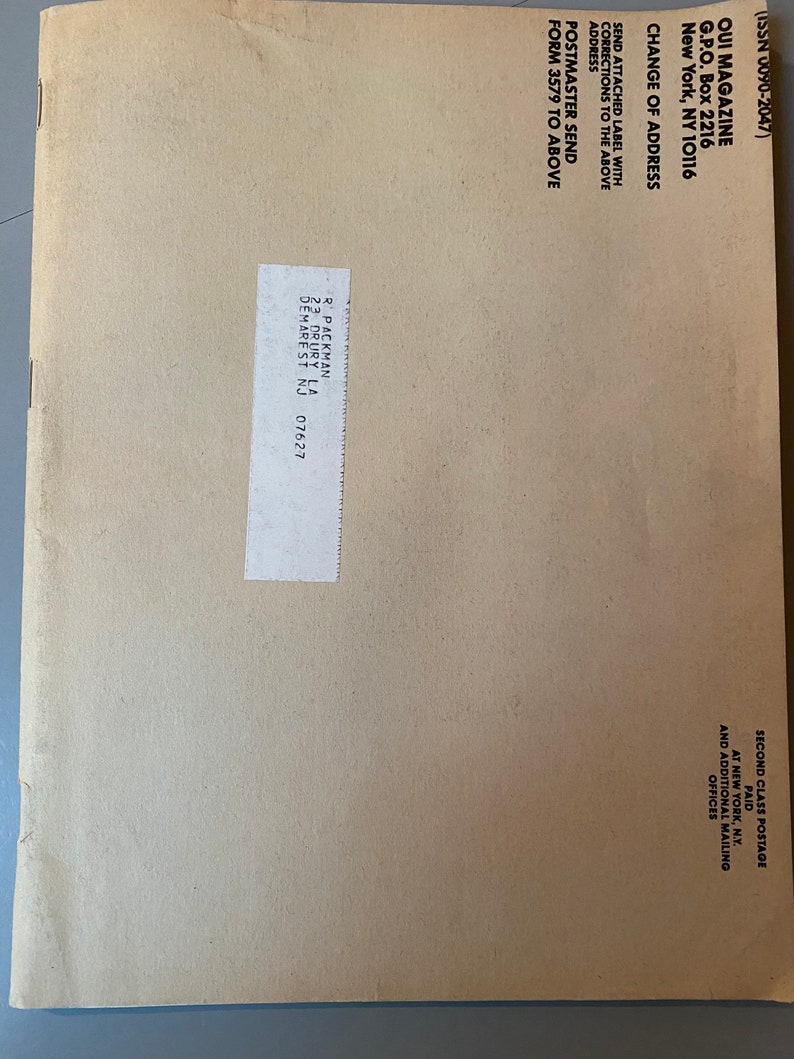 (ISSN 0090-2047)
OUI MAGAZINE
G.P.O. Box 2216
New York, NY 10116
CHANGE OF ADDRESS
SEND ATTACHED LABEL WITH
CORRECTIONS TO THE ABOVE
ADDRESS
POSTMASTER SEND
FORM 3579 TO ABOVE
SECOND CLASS POSTAGE
PAID
AT NEW YORK, N.Y.
AND ADDITIONAL MAILING
OFFICES
R PACKMAN
23 DRURY LA
DEMAREST NJ 07627